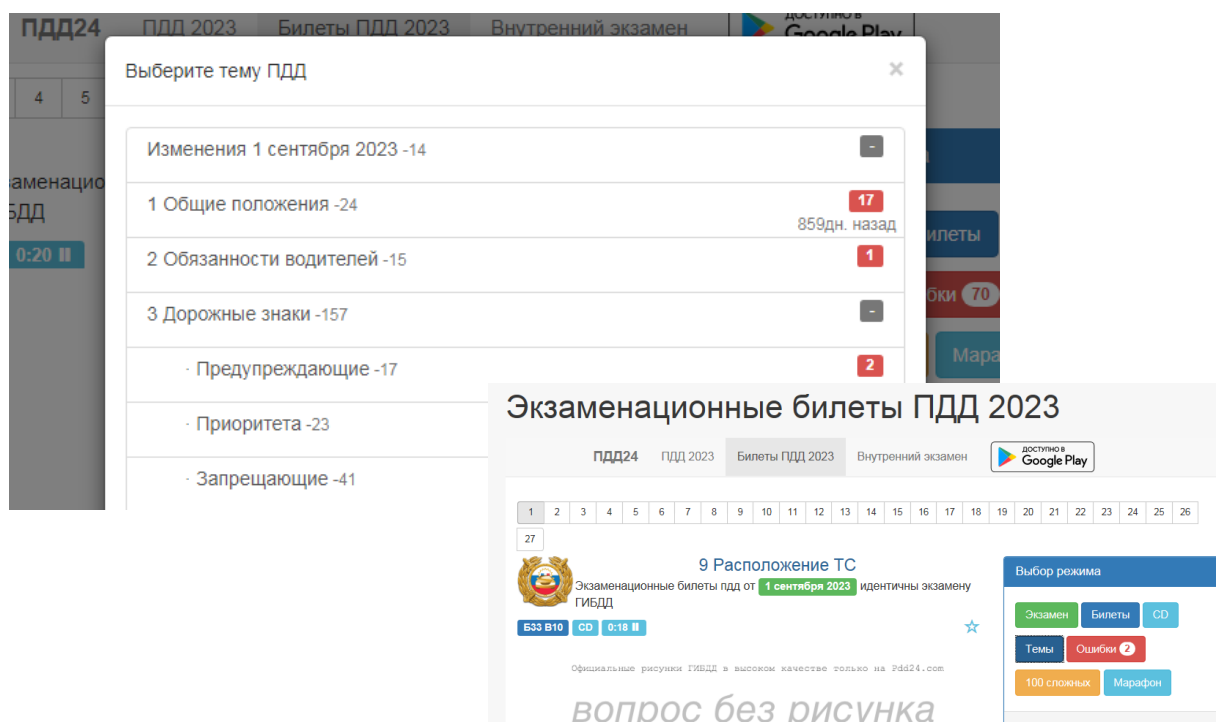 ПДД24 ПДД 2023 Билеты ПДД 2023 Внутренний экзамен Google Play
Выберите тему ПДД ×
4 5
Изменения 1 сентября 2023 -14 -
1 Общие положения -24 17
859дн. назад
2 Обязанности водителей -15 1
0:20
70
3 Дорожные знаки -157 -
· Предупреждающие -17 2
· Приоритета -23
· Запрещающие -41
Экзаменационные билеты ПДД 2023
ПДД24 ПДД 2023 Билеты ПДД 2023 Внутренний экзамен ДОСТУПНО В Google Play
1 2 3 4 5 6 7 8 9 10 11 12 13 14 15 16 17 18 19 20 21 22 23 24 25 26
27
9 Расположение ТС
Экзаменационные билеты пдд от 1 сентября 2023 идентичны экзамену
ГИБДД
Б33 В10 CD 0:18
Официальные рисунки ГИБДД в высоком качестве только на Pdd24.com
вопрос без рисунка
Выбор режима
Экзамен Билеты CD
Темы Ошибки 2
100 сложных Марафон